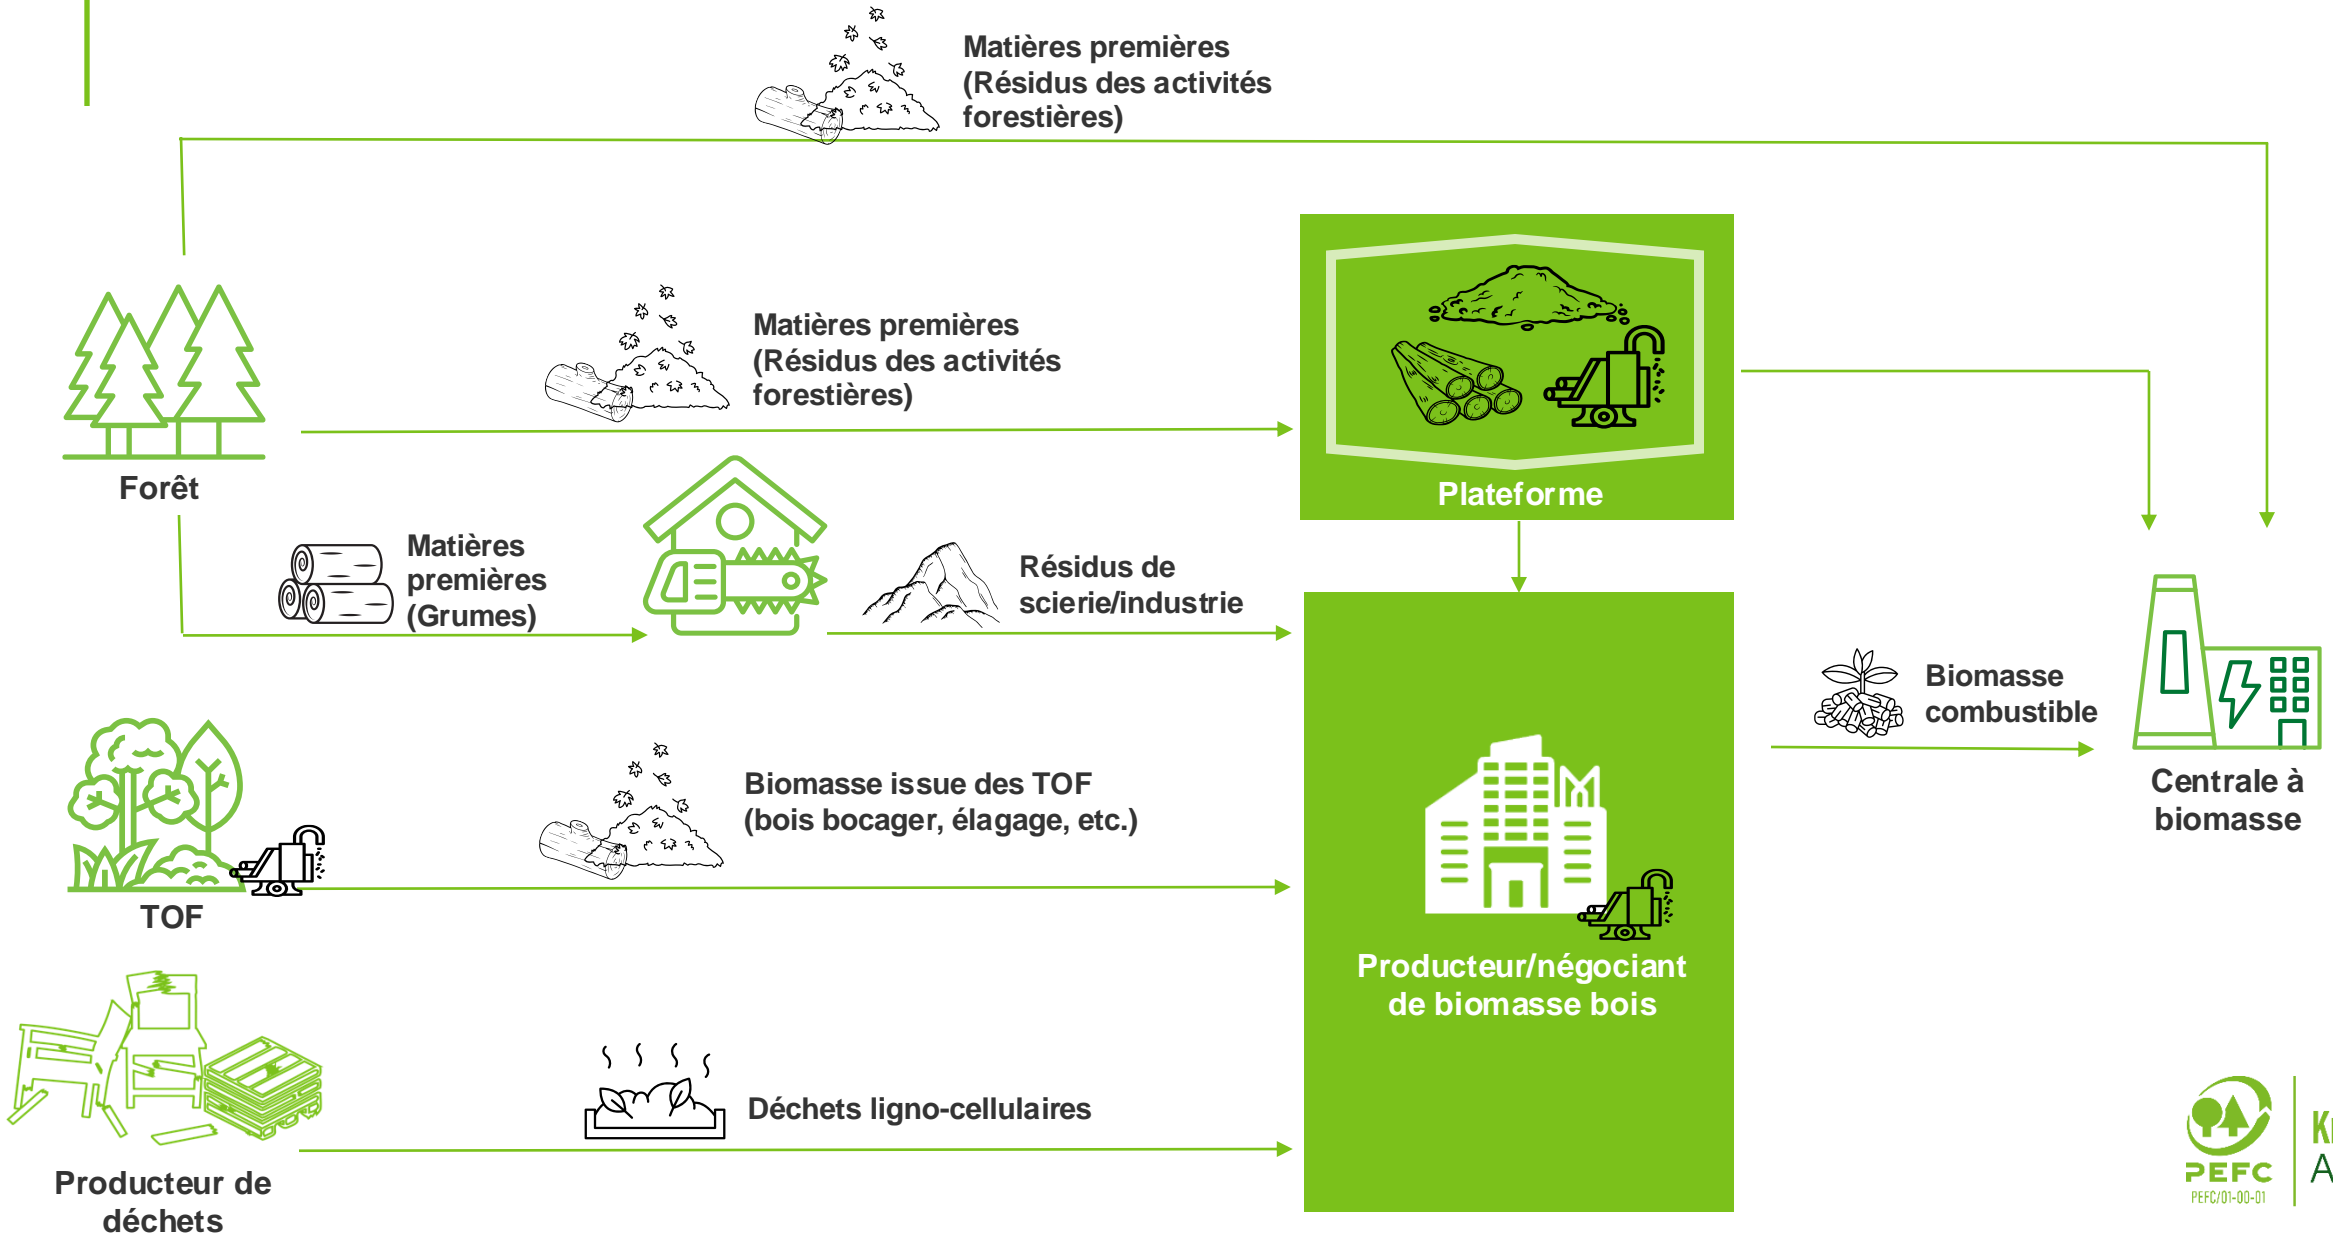 Matières premières
(Résidus des activités
forestières)
Matières premières
(Résidus des activités
forestières)
Plateforme
Forêt
Matières
premières
(Grumes)
Résidus de
scierie/industrie
Biomasse
combustible
Centrale à
biomasse
Biomasse issue des TOF
(bois bocager, élagage, etc.)
TOF
Producteur/négociant
de biomasse bois
Déchets ligno-cellulaires
Producteur de
déchets
PEFC
PEFC/01-00-01